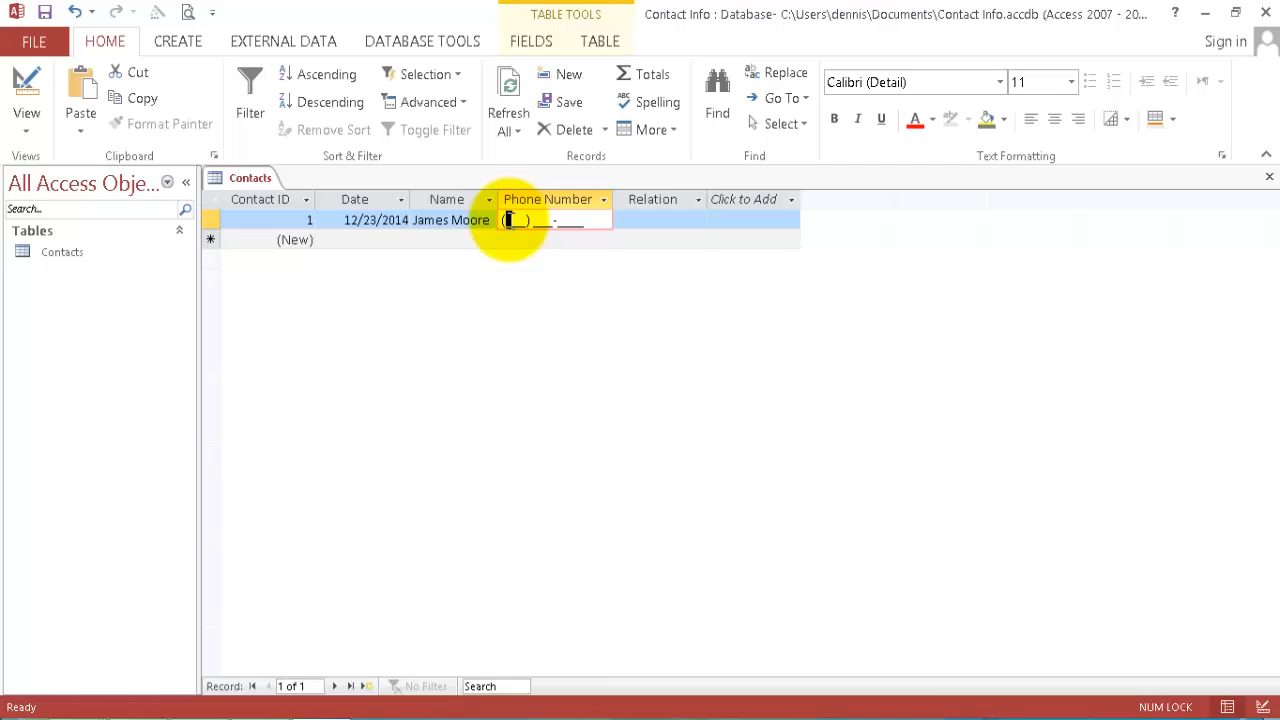 TABLE TOOLS
Contact Info : Database- C:\Users\dennis\Documents\Contact Info.accdb (Access 2007 - 20...
?
FILE
HOME
CREATE
EXTERNAL DATA
DATABASE TOOLS
FIELDS
TABLE
Sign in
View
Views
Paste
Cut
Copy
Format Painter
Clipboard
Filter
Ascending
Descending
Remove Sort
Selection
Advanced
Toggle Filter
Sort & Filter
Refresh
All
New
Save
Delete
Totals
Spelling
More
Records
Find
Replace
Go To
Select
Find
Calibri (Detail)
11
B I U A
Text Formatting
All Access Obje...
Search...
Tables
Contacts
Contacts
Contact ID Date Name Phone Number Relation Click to Add
1 12/23/2014 James Moore (___) ___-____
(New)
Record: 1 of 1 No Filter Search
Ready
NUM LOCK